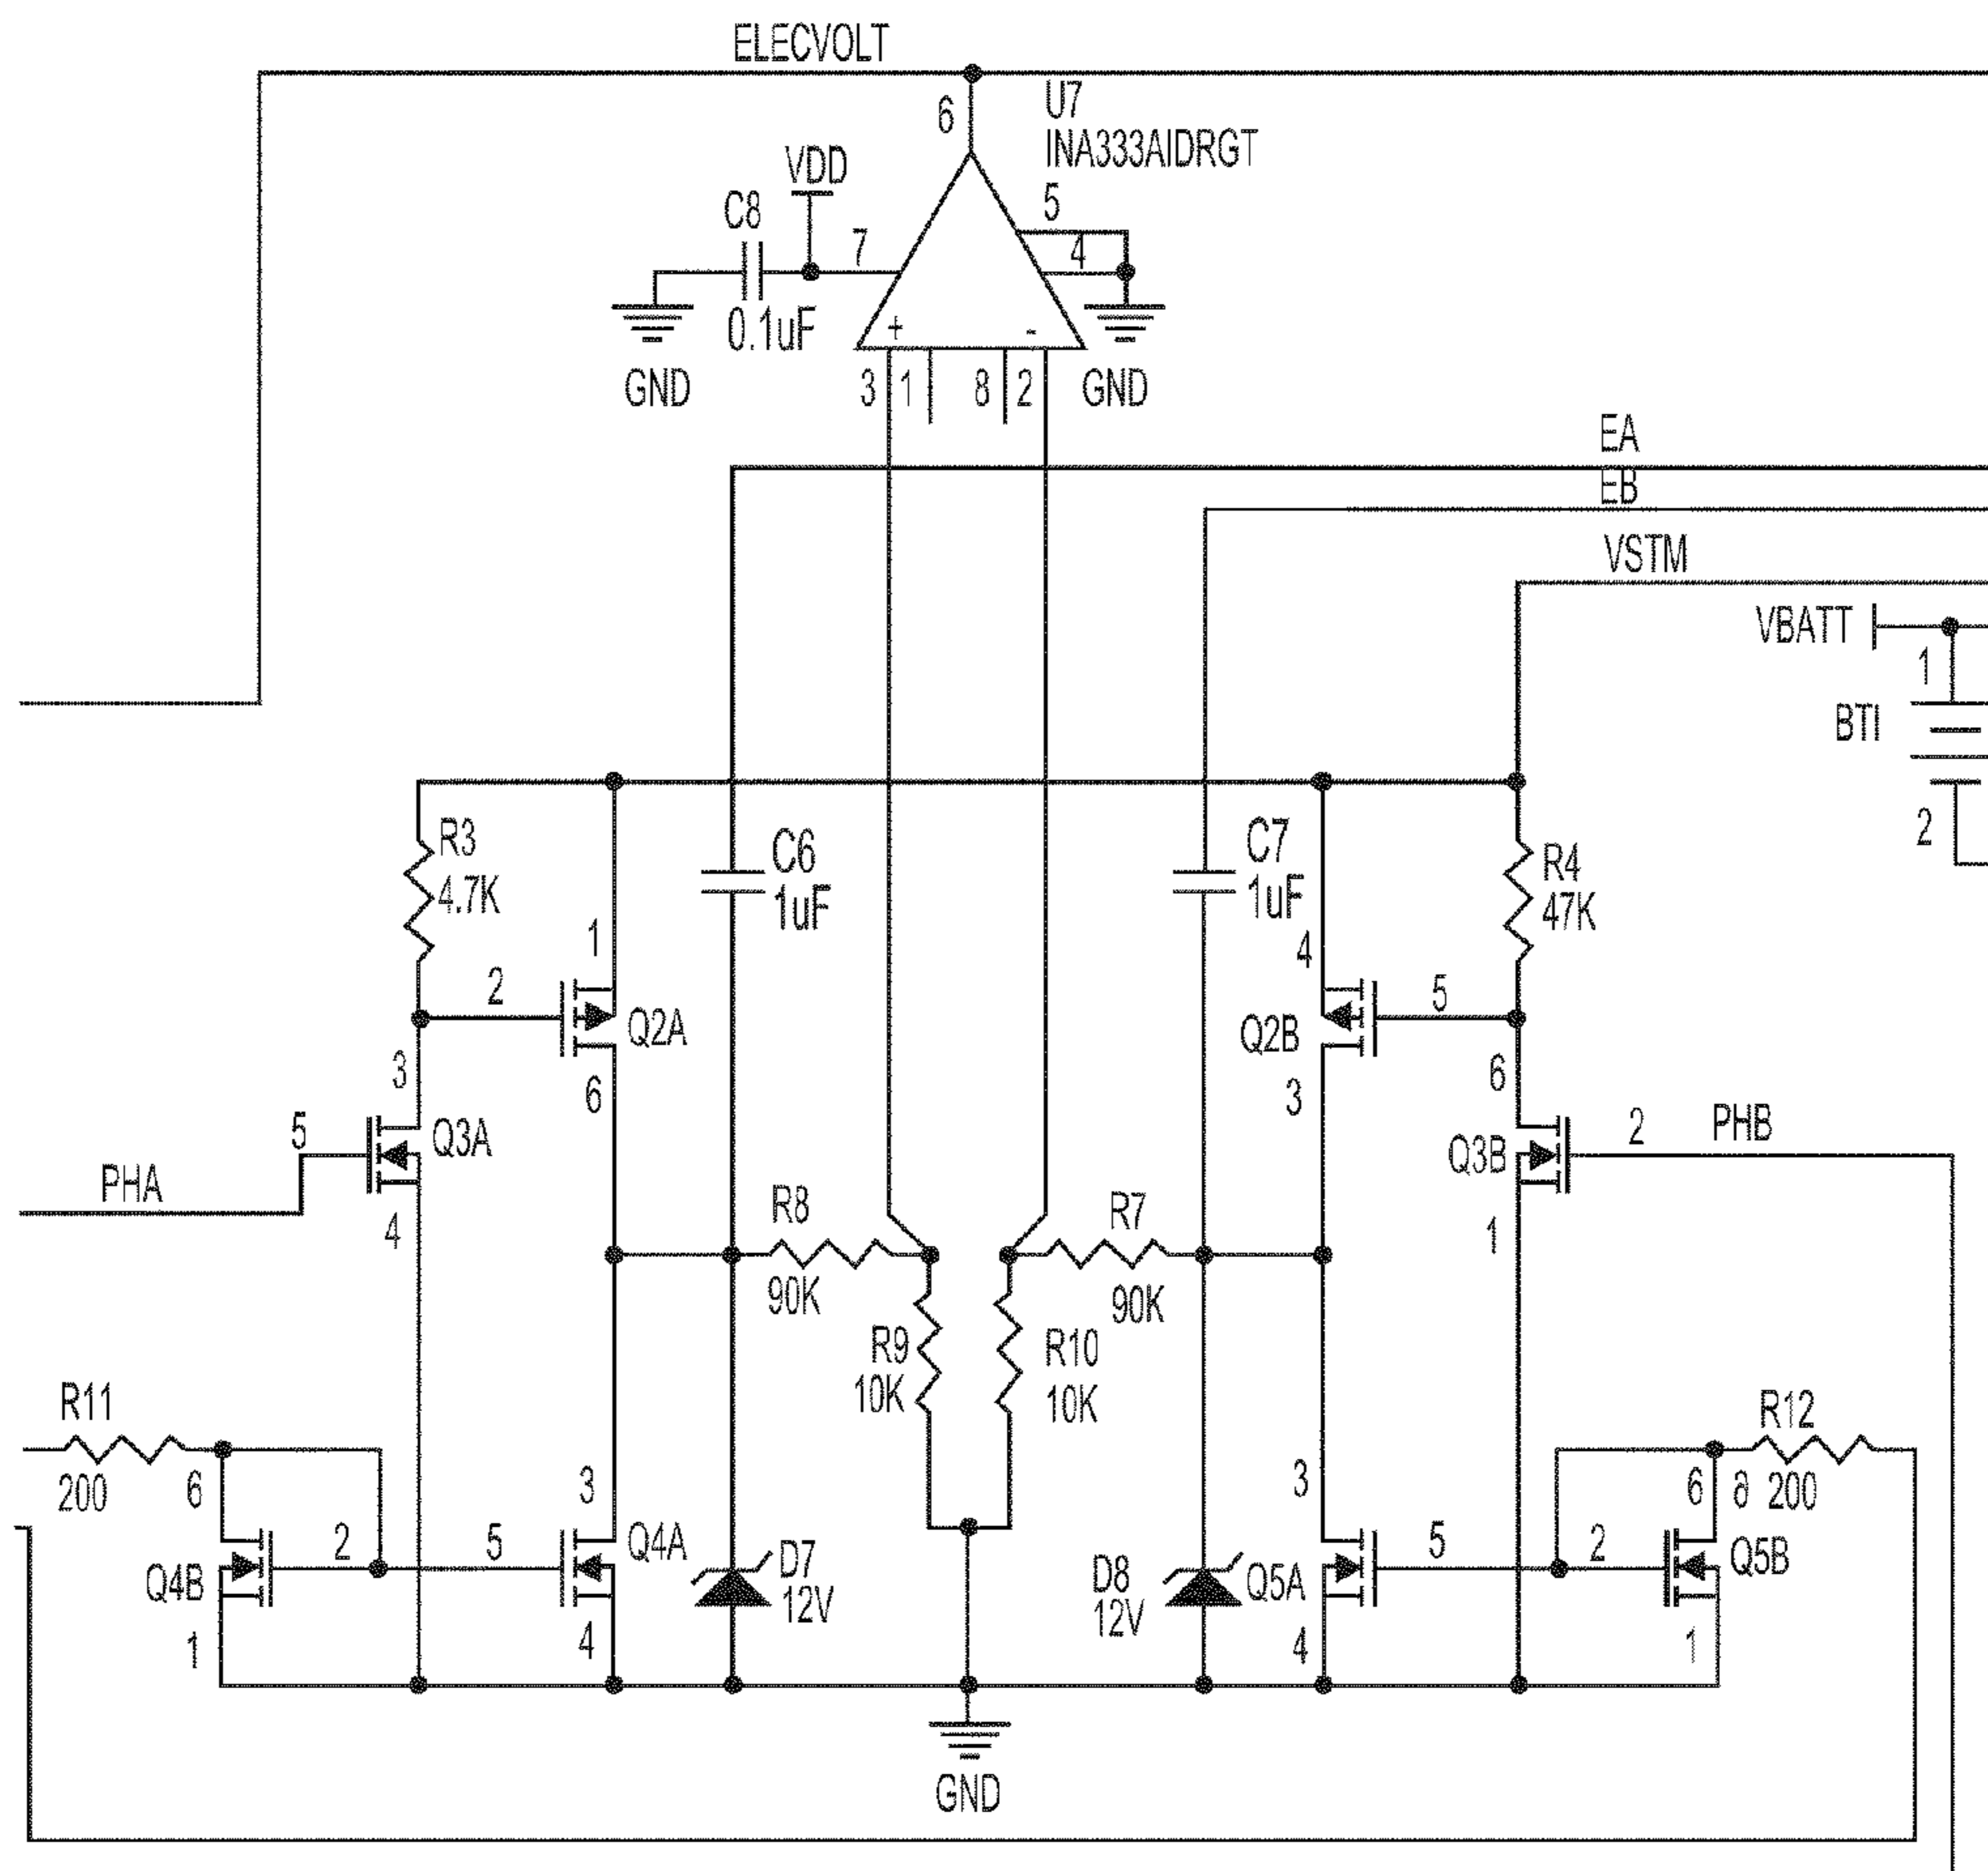 ELECVOLT
6
U7
INA333AIDRGT
VDD
C8
7
5
4
0.1uF
+
-
GND
3
1
8
2
GND
EA
EB
VSTM
VBATT
1
BTI
2
R3
4.7K
C6
1uF
C7
1uF
R4
47K
1
2
Q2A
6
4
5
Q2B
3
3
5
Q3A
4
PHA
6
2
PHB
Q3B
1
R8
90K
R7
90K
R9
10K
R10
10K
R11
200
6
2
Q4B
1
3
5
Q4A
4
D7
12V
D8
12V
3
5
Q5A
4
R12
6
∂ 200
2
Q5B
1
GND